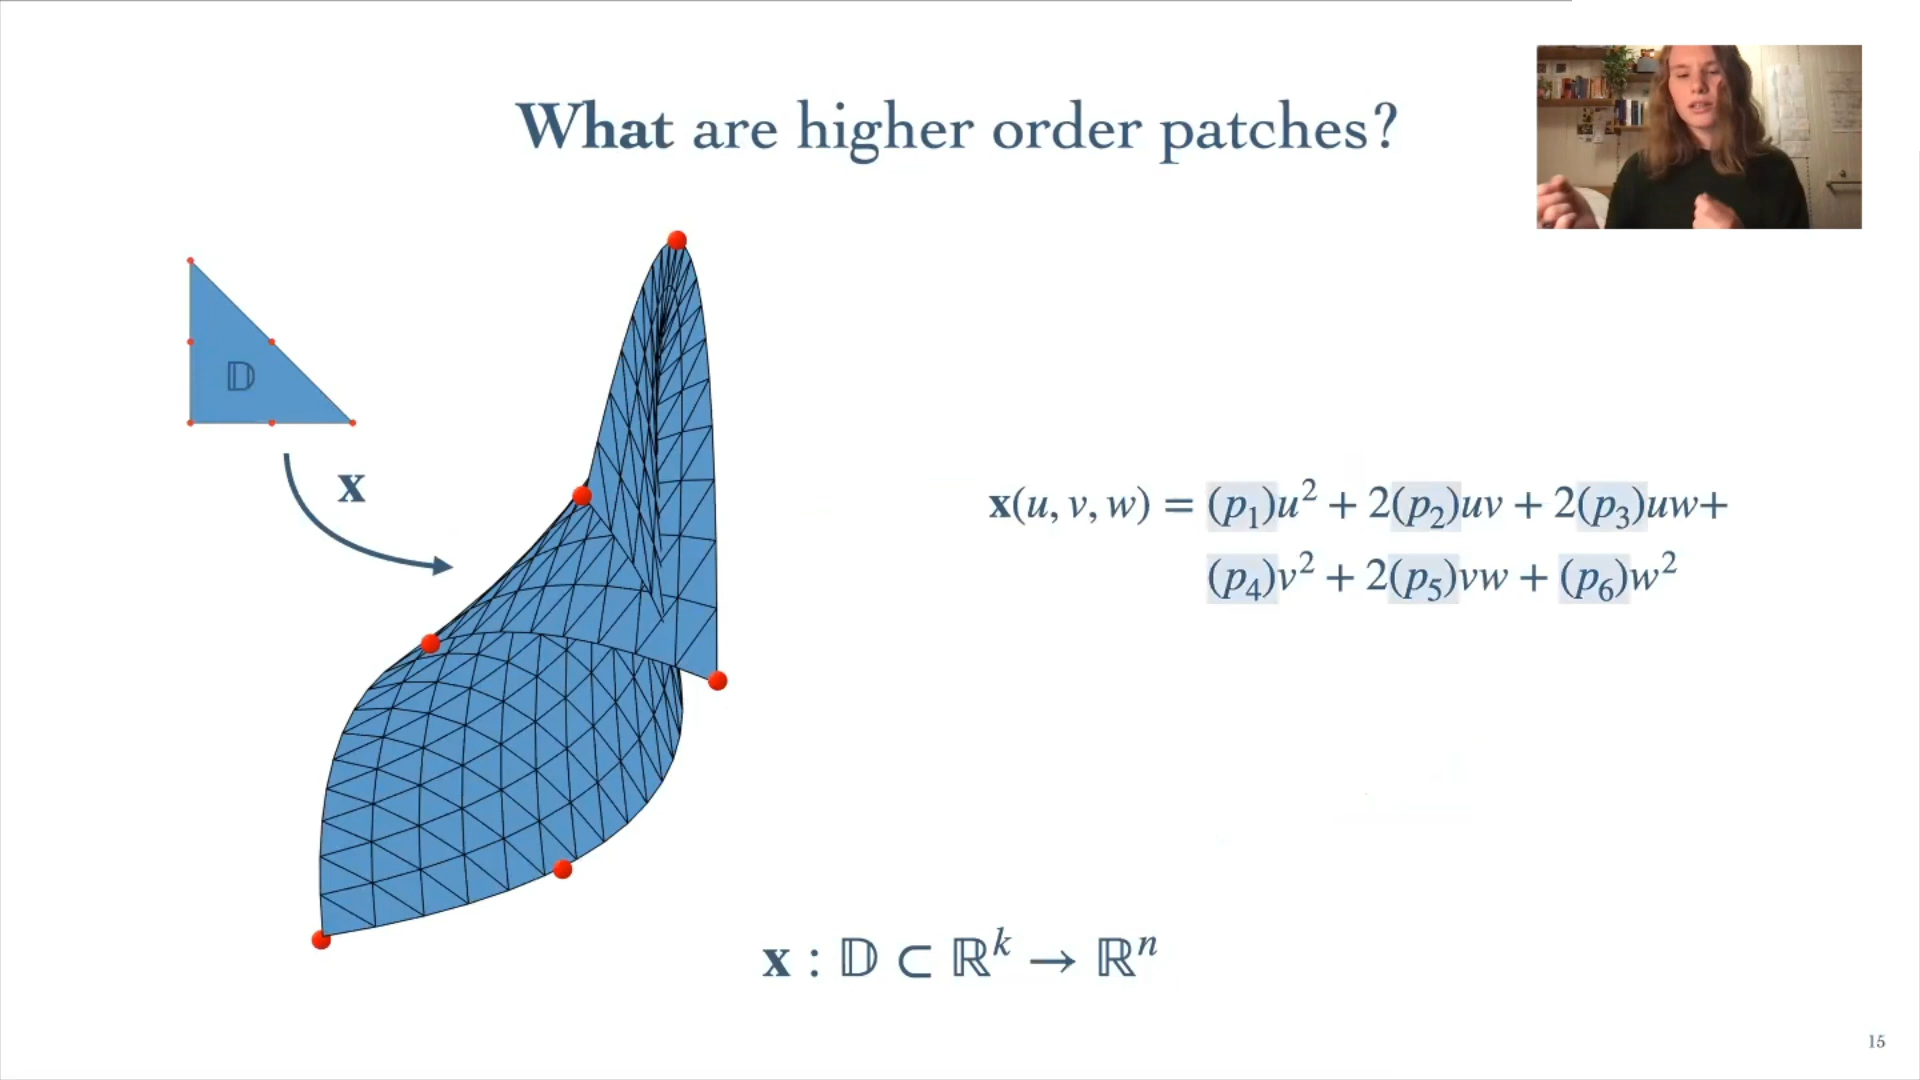 What are higher order patches?
𝔻
x
x(u, v, w) = (p₁)u² + 2(p₂)uv + 2(p₃)uw+
(p₄)v² + 2(p₅)vw + (p₆)w²
x : 𝔻 ⊂ ℝᵏ → ℝⁿ
15